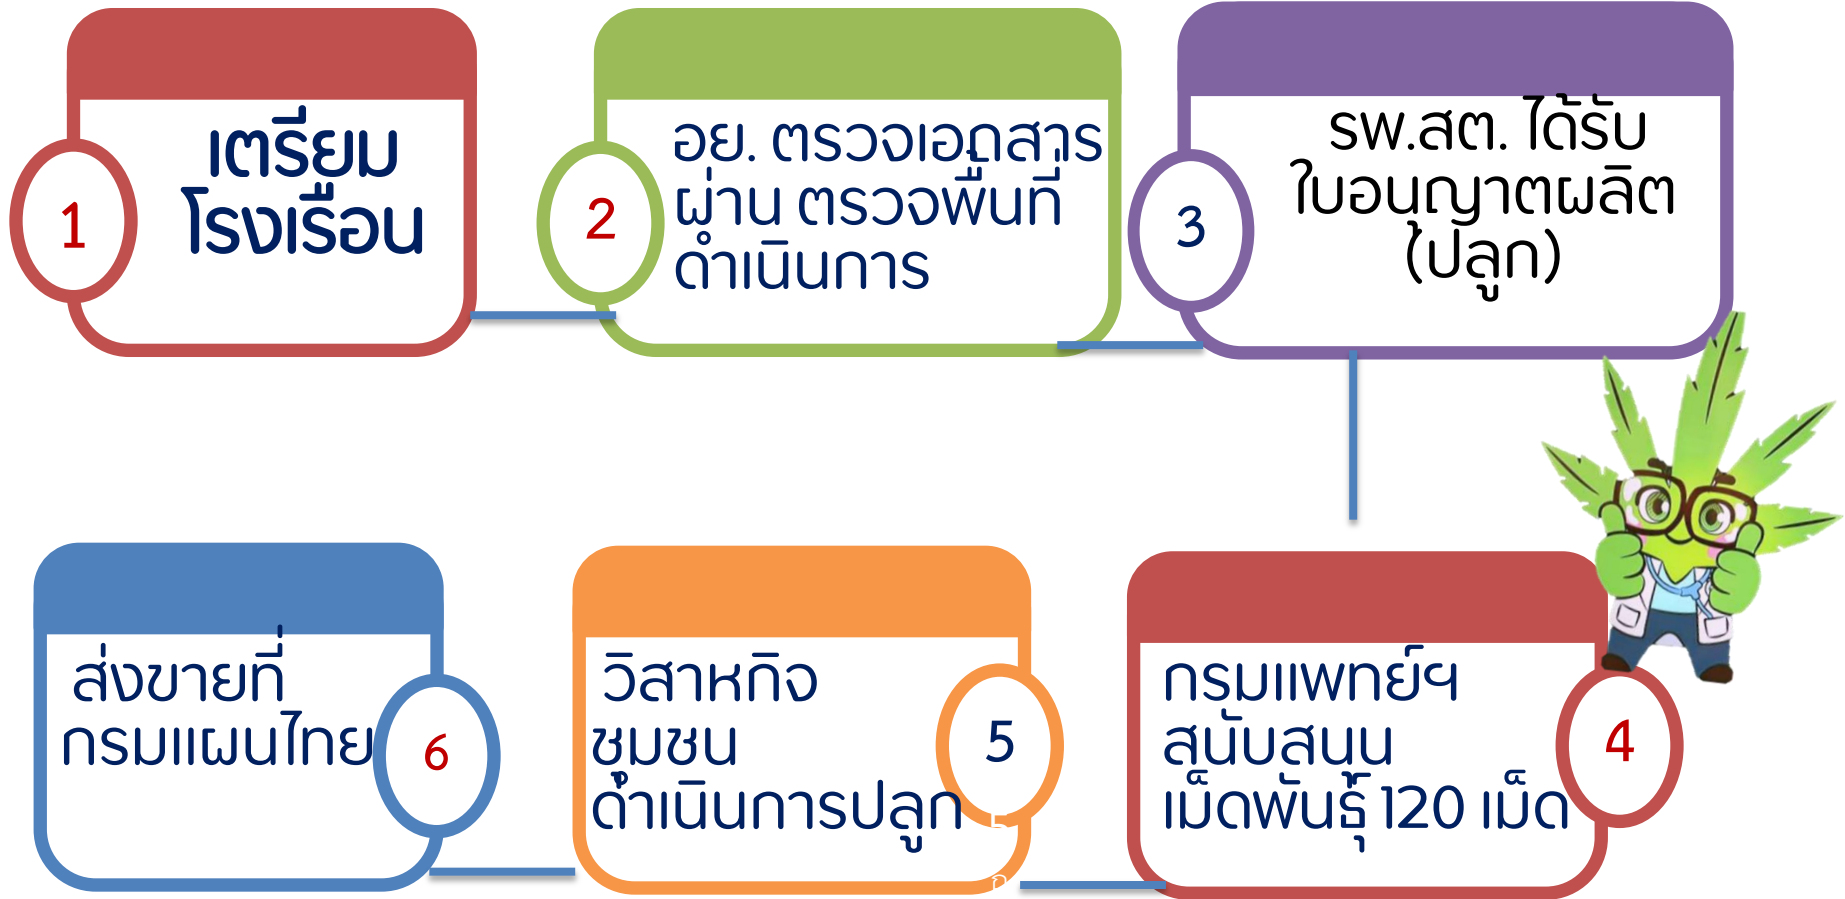 1
เตรียม
โรงเรือน
2
อย. ตรวจเอกสาร
ผ่าน ตรวจพื้นที่
ดำเนินการ
3
รพ.สต. ได้รับ
ใบอนุญาตผลิต
(ปลูก)
4
กรมแพทย์ฯ
สนับสนุน
เม็ดพันธุ์ 120 เม็ด
5
วิสาหกิจ
ชุมชน
ดำเนินการปลูก
6
ส่งขายที่
กรมแผนไทย